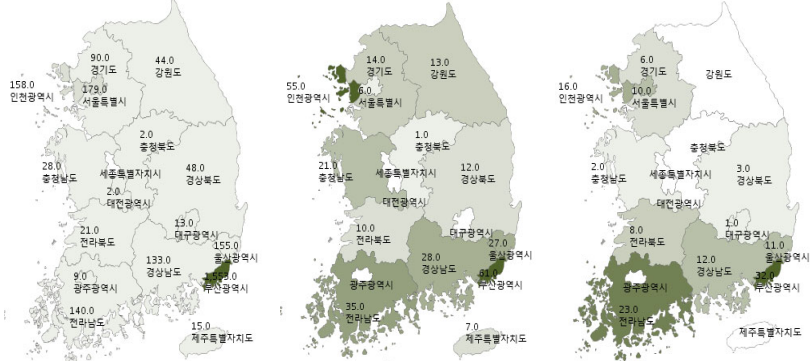 90.0
경기도
44.0
강원도
158.0
인천광역시
179.0
서울특별시
2.0
충청북도
28.0
충청남도
세종특별자치시
48.0
경상북도
2.0
대전광역시
21.0
전라북도
13.0
대구광역시
133.0
경상남도
155.0
울산광역시
1,553.0
부산광역시
9.0
광주광역시
140.0
전라남도
15.0
제주특별자치도
14.0
경기도
13.0
강원도
55.0
인천광역시
6.0
서울특별시
1.0
충청북도
21.0
충청남도
세종특별자치시
12.0
경상북도
대전광역시
10.0
전라북도
대구광역시
28.0
경상남도
27.0
울산광역시
81.0
부산광역시
광주광역시
35.0
전라남도
7.0
제주특별자치도
6.0
경기도
강원도
16.0
인천광역시
10.0
서울특별시
충청북도
2.0
충청남도
세종특별자치시
3.0
경상북도
대전광역시
8.0
전라북도
1.0
대구광역시
12.0
경상남도
11.0
울산광역시
32.0
부산광역시
광주광역시
23.0
전라남도
제주특별자치도